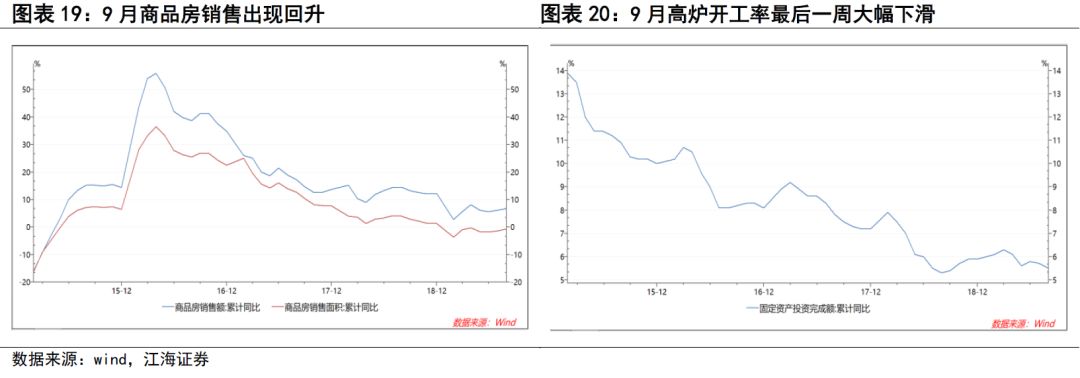 图表 19：9 月商品房销售出现回升
% %
50 50
40 40
30 30
20 20
10 10
0 0
-10 -10
-20 -20
15-12 16-12 17-12 18-12
商品房销售额:累计同比 商品房销售面积:累计同比
数据来源：Wind
图表 20：9 月高炉开工率最后一周大幅下滑
% %
14 14
13 13
12 12
11 11
10 10
9 9
8 8
7 7
6 6
5 5
15-12 16-12 17-12 18-12
固定资产投资完成额:累计同比
数据来源：Wind
数据来源：wind，江海证券